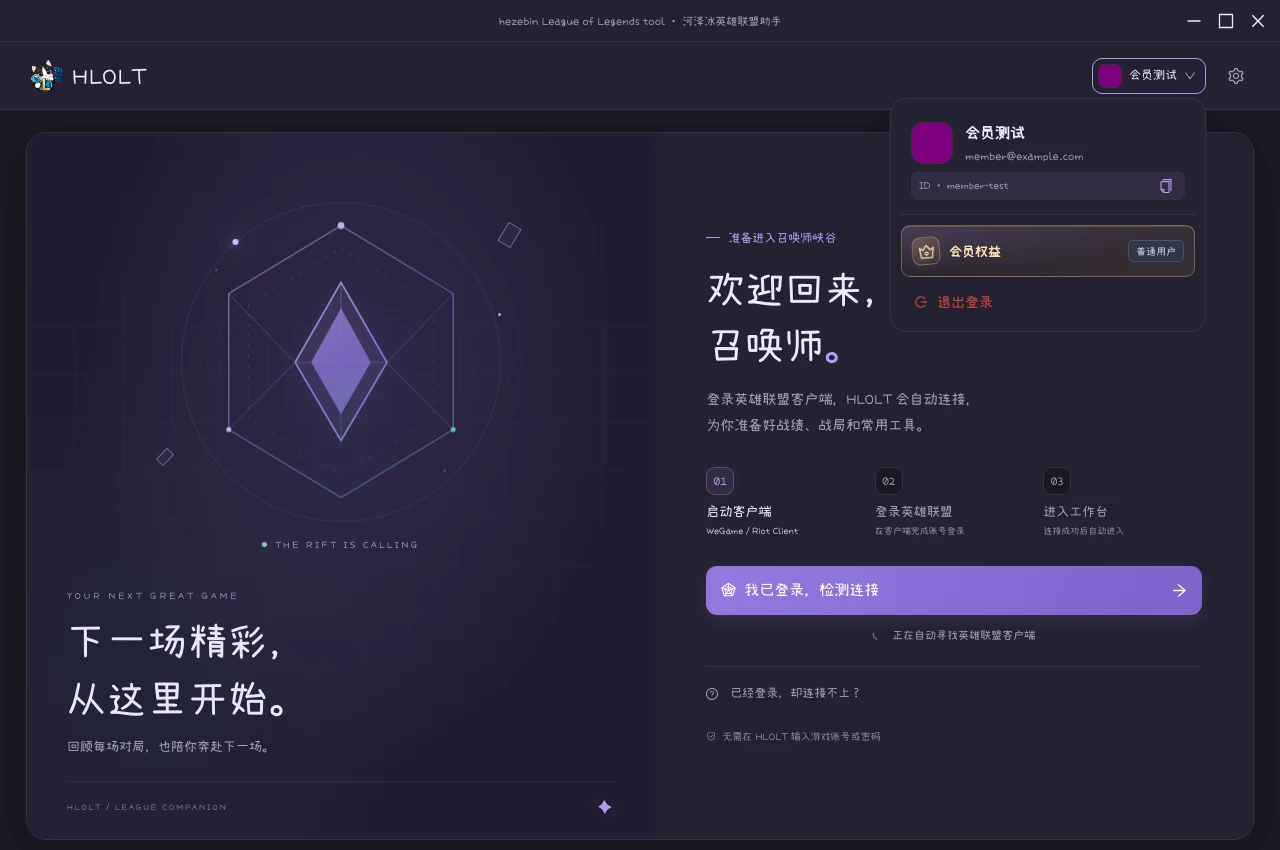 hezebin League of Legends tool · 河泽冰英雄联盟助手
HLOLT
会员测试
会员测试
member@example.com
ID · member-test
会员权益
普通用户
退出登录
THE RIFT IS CALLING
YOUR NEXT GREAT GAME
下一场精彩，
从这里开始。
回顾每场对局，也陪你奔赴下一场。
HLOLT / LEAGUE COMPANION
准备进入召唤师峡谷
欢迎回来，
召唤师。
登录英雄联盟客户端，HLOLT 会自动连接，
为你准备好战绩、战局和常用工具。
01
启动客户端
WeGame / Riot Client
02
登录英雄联盟
在客户端完成账号登录
03
进入工作台
连接成功后自动进入
我已登录，检测连接
正在自动寻找英雄联盟客户端
已经登录，却连接不上？
无需在 HLOLT 输入游戏账号或密码